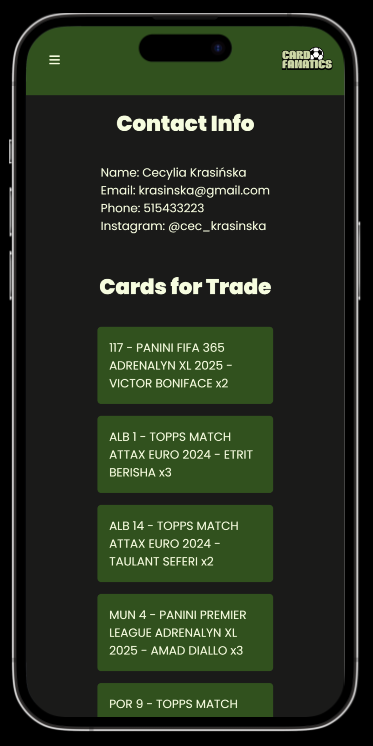 CARD
FANATICS
Contact Info
Name: Cecylia Krasińska
Email: krasinska@gmail.com
Phone: 515433223
Instagram: @cec_krasinska
Cards for Trade
117 - PANINI FIFA 365
ADRENALYN XL 2025 -
VICTOR BONIFACE x2
ALB 1 - TOPPS MATCH
ATTAX EURO 2024 - ETRIT
BERISHA x3
ALB 14 - TOPPS MATCH
ATTAX EURO 2024 -
TAULANT SEFERI x2
MUN 4 - PANINI PREMIER
LEAGUE ADRENALYN XL
2025 - AMAD DIALLO x3
POR 9 - TOPPS MATCH